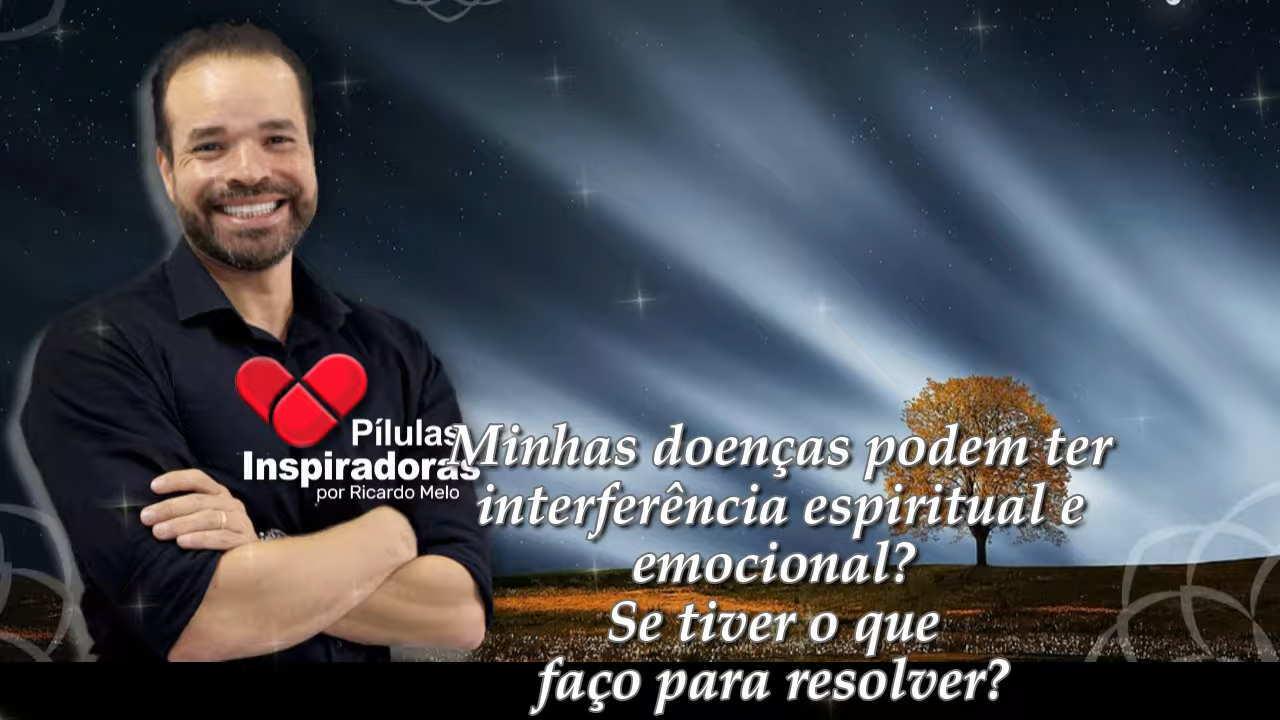 Pílulas
Inspiradoras
por Ricardo Melo
Minhas doenças podem ter
interferência espiritual e
emocional?
Se tiver o que
faço para resolver?